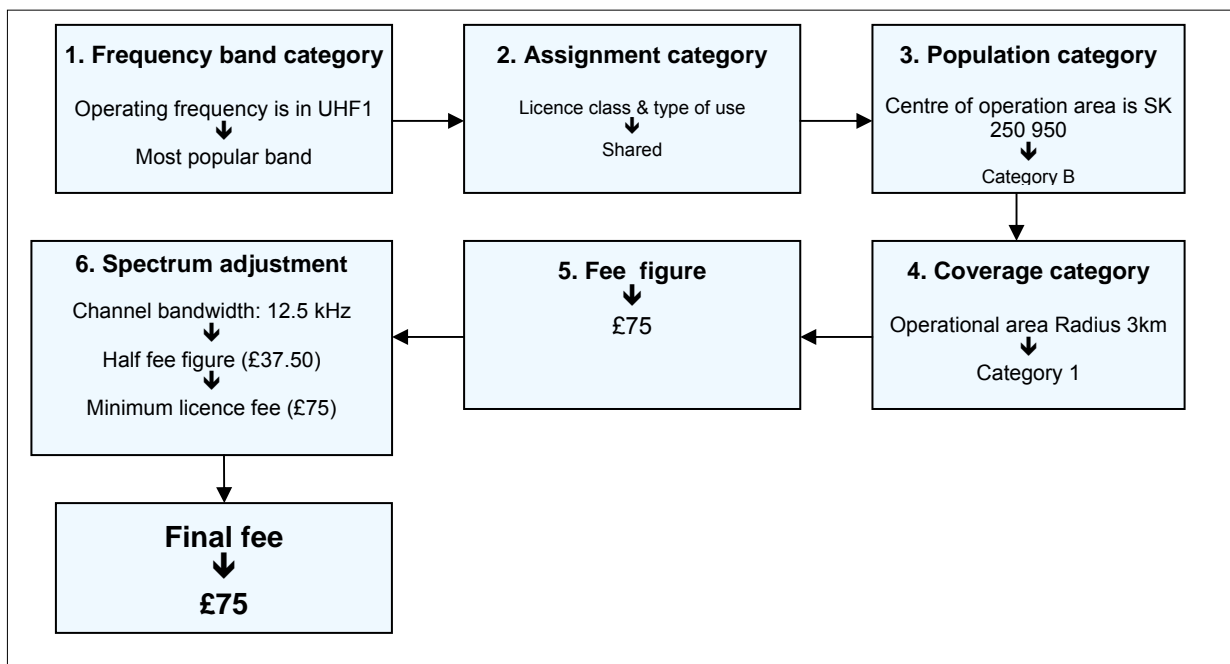 1. Frequency band category
Operating frequency is in UHF1
Most popular band
2. Assignment category
Licence class & type of use
Shared
3. Population category
Centre of operation area is SK
250 950
Category B
4. Coverage category
Operational area Radius 3km
Category 1
5. Fee figure
£75
6. Spectrum adjustment
Channel bandwidth: 12.5 kHz
Half fee figure (£37.50)
Minimum licence fee (£75)
Final fee
£75